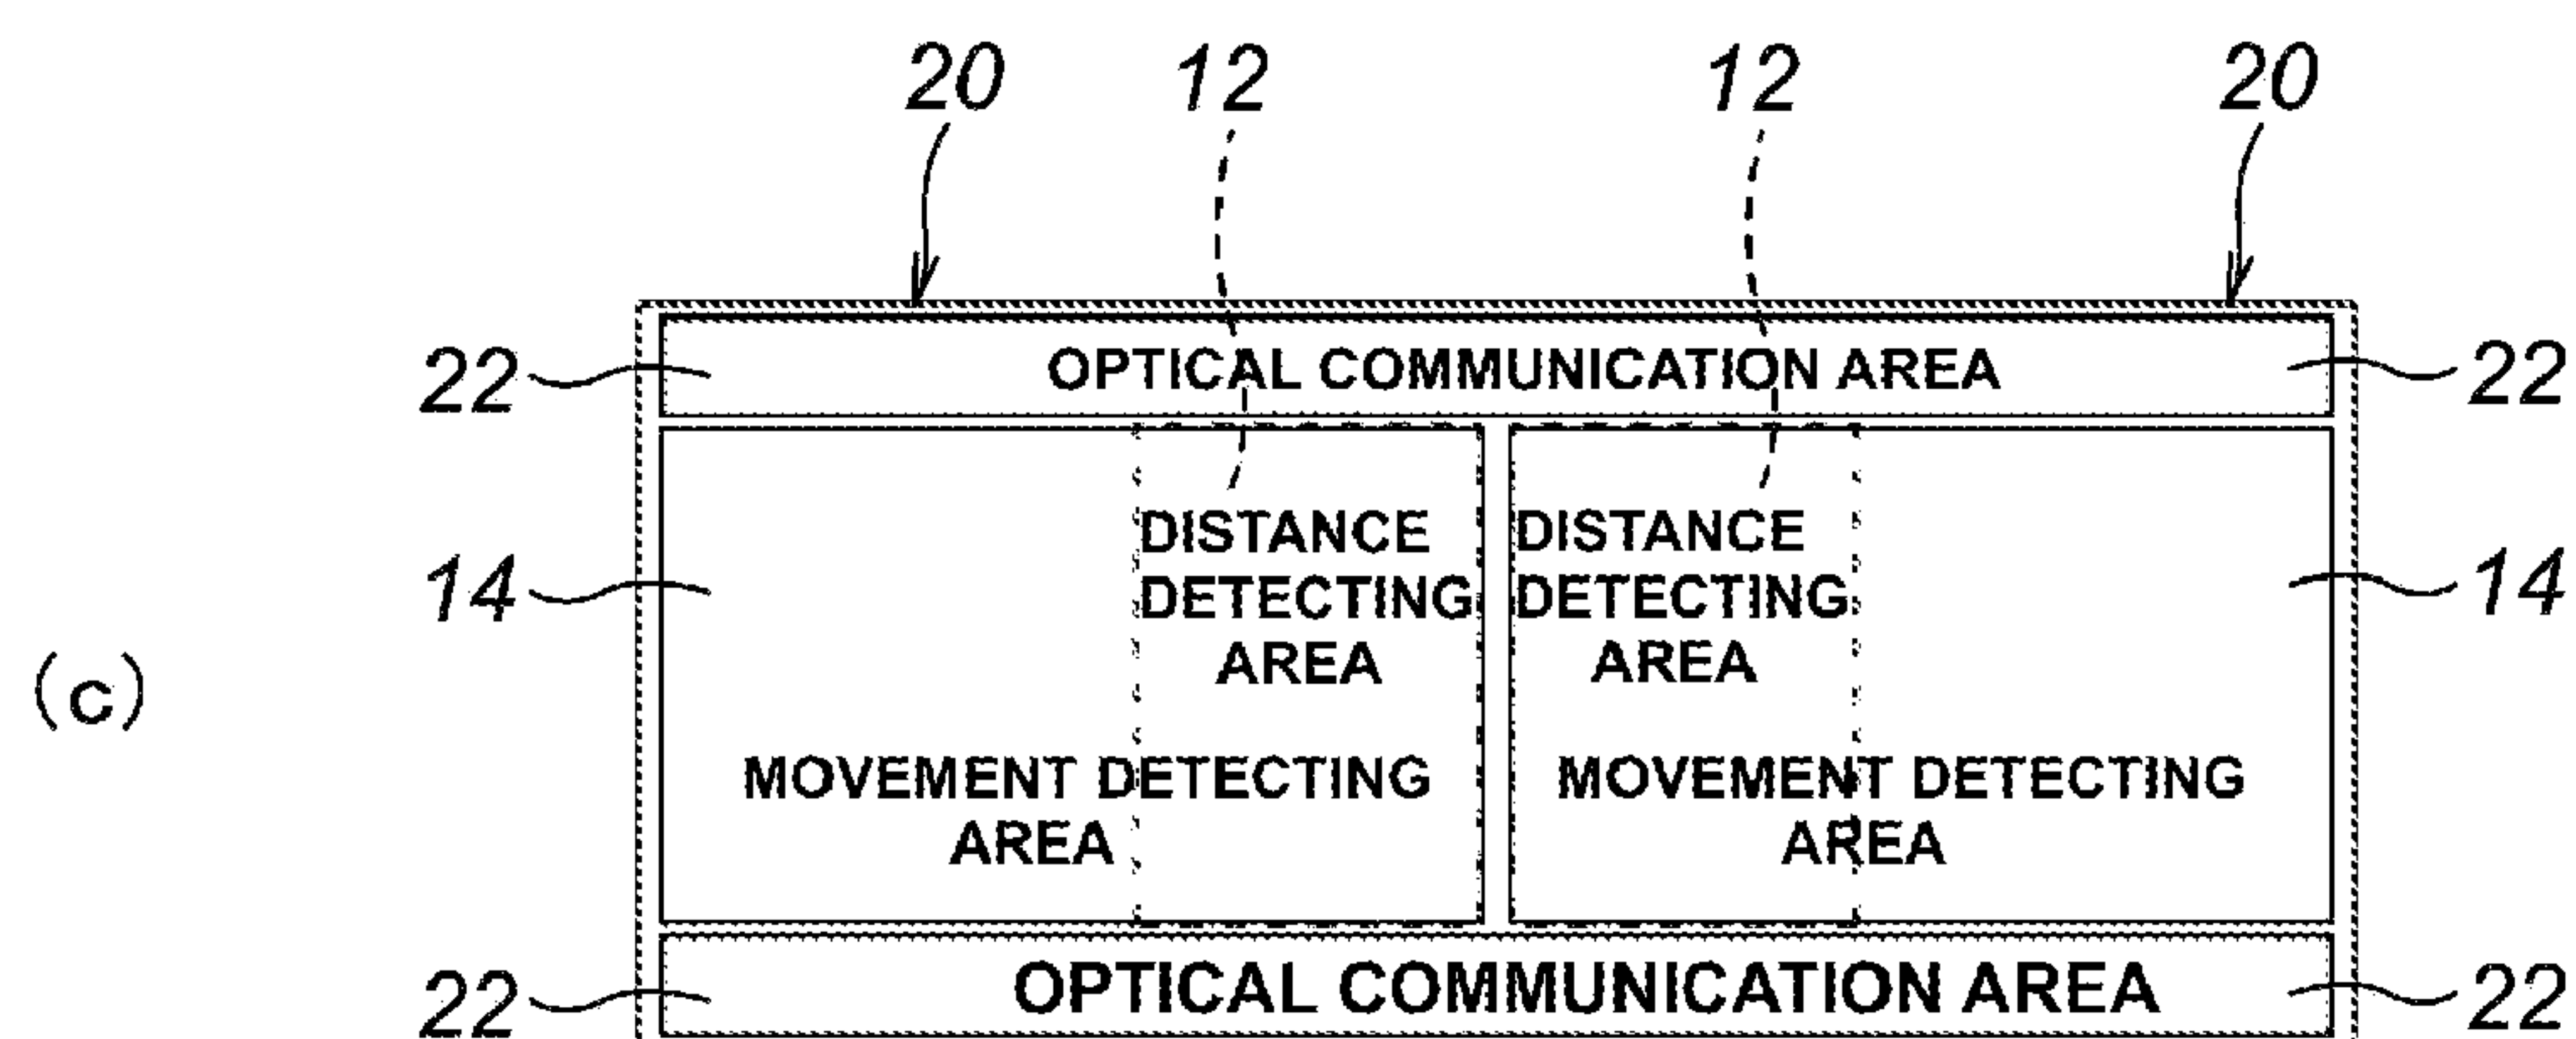 20 12 12 20
22 OPTICAL COMMUNICATION AREA 22
DISTANCE DISTANCE
14 DETECTING DETECTING 14
AREA AREA
(c)
MOVEMENT DETECTING MOVEMENT DETECTING
AREA AREA
22 OPTICAL COMMUNICATION AREA 22